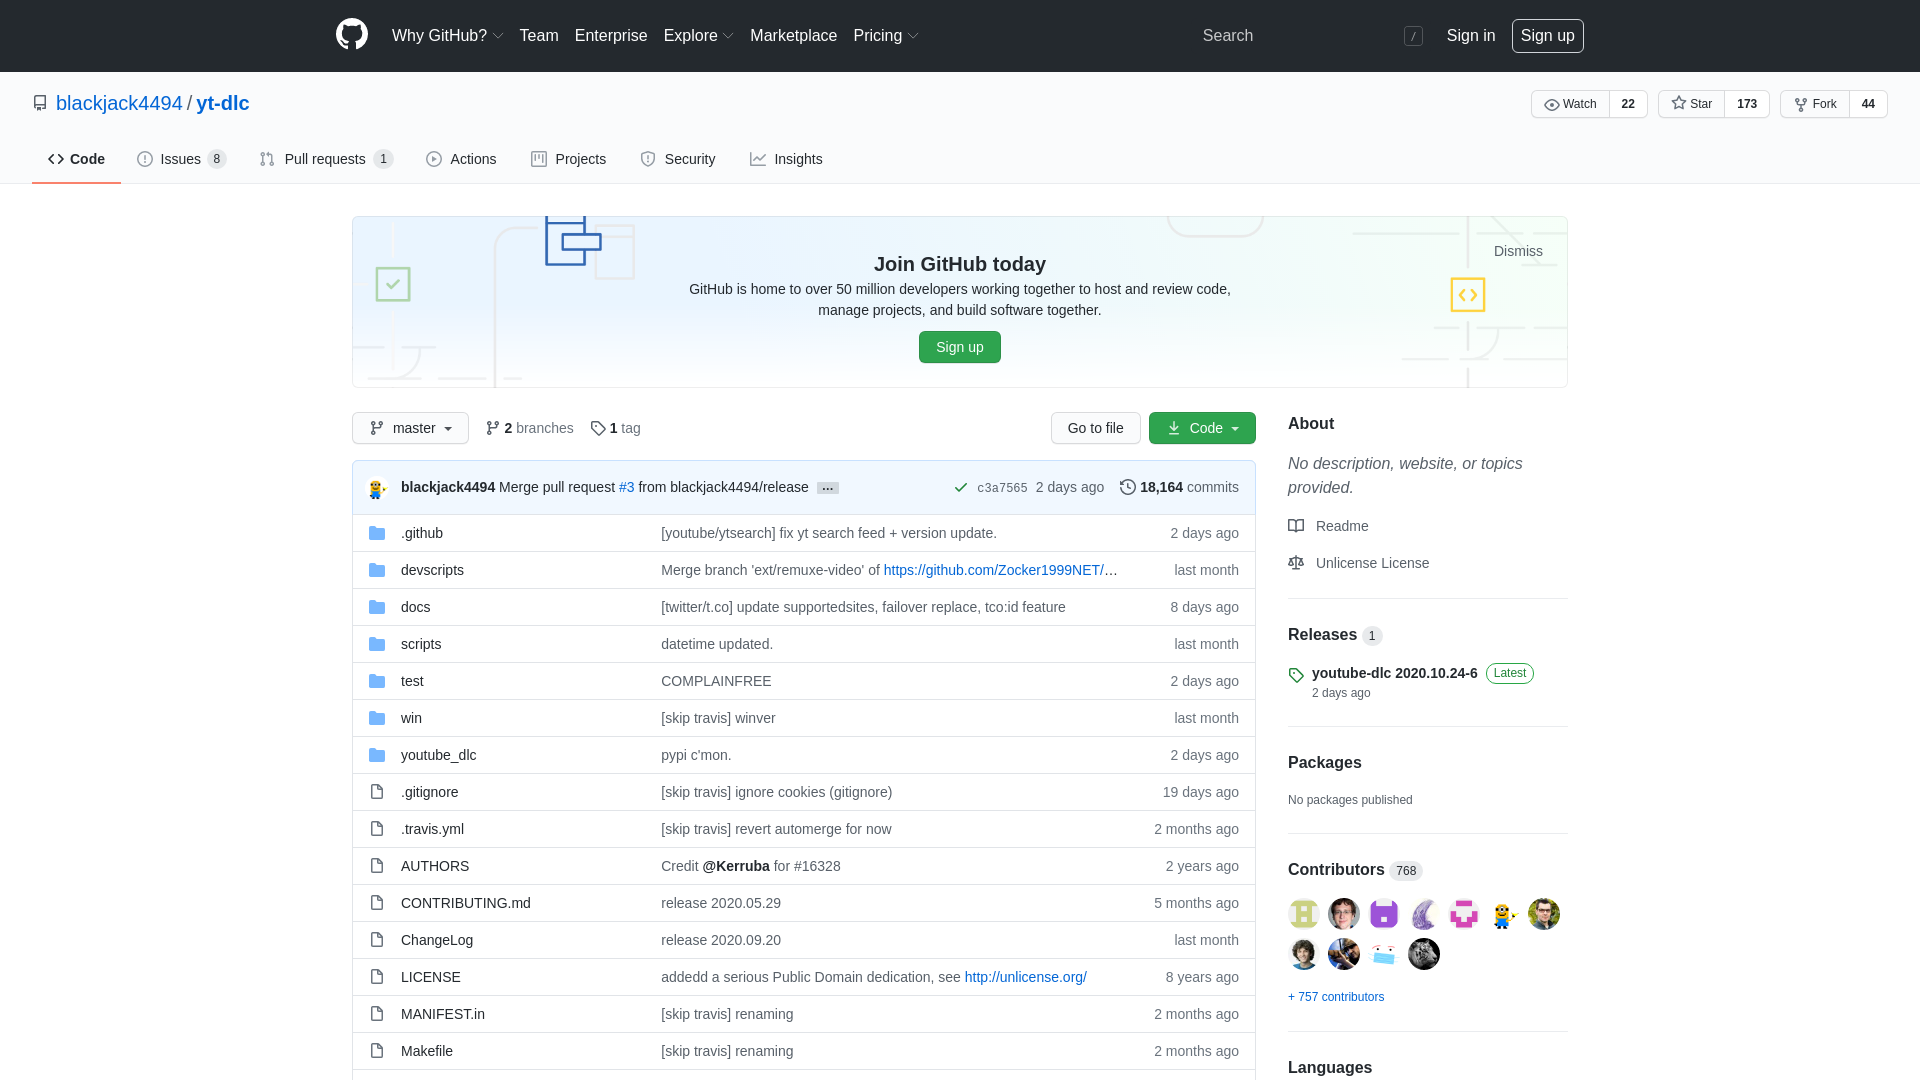 Why GitHub? Team Enterprise Explore Marketplace Pricing Search / Sign in Sign up
blackjack4494 / yt-dlc Watch 22 Star 173 Fork 44
Code Issues 8 Pull requests 1 Actions Projects Security Insights
Dismiss
Join GitHub today
GitHub is home to over 50 million developers working together to host and review code,
manage projects, and build software together.
Sign up
master 2 branches 1 tag Go to file Code
blackjack4494 Merge pull request #3 from blackjack4494/release … c3a7565 2 days ago 18,164 commits
.github [youtube/ytsearch] fix yt search feed + version update. 2 days ago
devscripts Merge branch 'ext/remuxe-video' of https://github.com/Zocker1999NET/… last month
docs [twitter/t.co] update supportedsites, failover replace, tco:id feature 8 days ago
scripts datetime updated. last month
test COMPLAINFREE 2 days ago
win [skip travis] winver last month
youtube_dlc pypi c'mon. 2 days ago
.gitignore [skip travis] ignore cookies (gitignore) 19 days ago
.travis.yml [skip travis] revert automerge for now 2 months ago
AUTHORS Credit @Kerruba for #16328 2 years ago
CONTRIBUTING.md release 2020.05.29 5 months ago
ChangeLog release 2020.09.20 last month
LICENSE addedd a serious Public Domain dedication, see http://unlicense.org/ 8 years ago
MANIFEST.in [skip travis] renaming 2 months ago
Makefile [skip travis] renaming 2 months ago
About
No description, website, or topics
provided.
Readme
Unlicense License
Releases 1
youtube-dlc 2020.10.24-6 Latest
2 days ago
Packages
No packages published
Contributors 768
+ 757 contributors
Languages